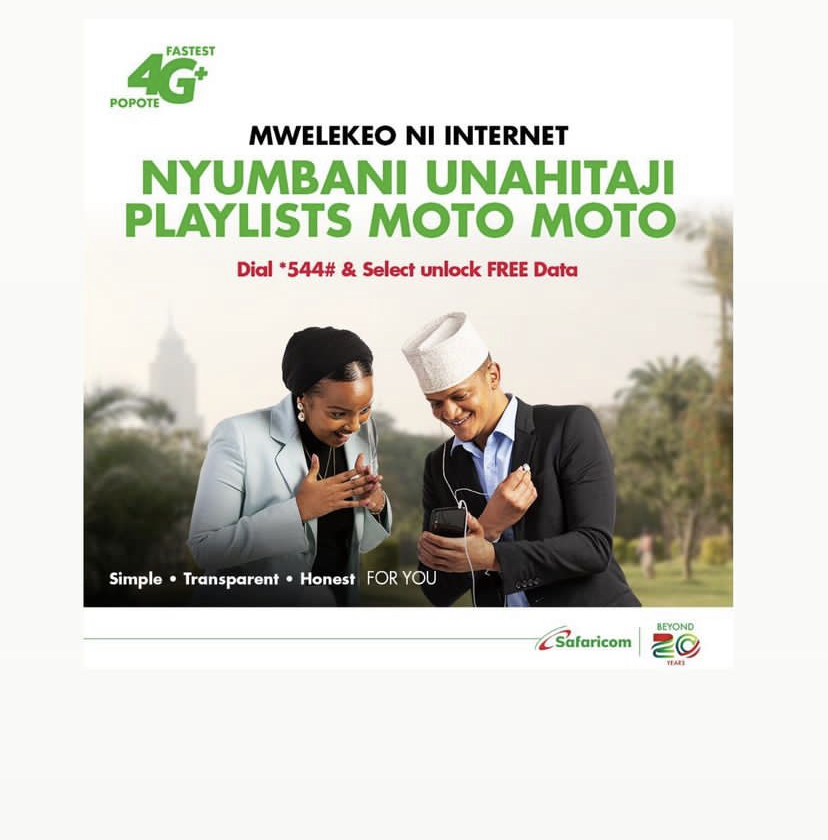 FASTEST
4G+
POPOTE
MWELEKEO NI INTERNET
NYUMBANI UNAHITAJI
PLAYLISTS MOTO MOTO
Dial *544# & Select unlock FREE Data
Simple • Transparent • Honest FOR YOU
Safaricom
BEYOND
20
YEARS